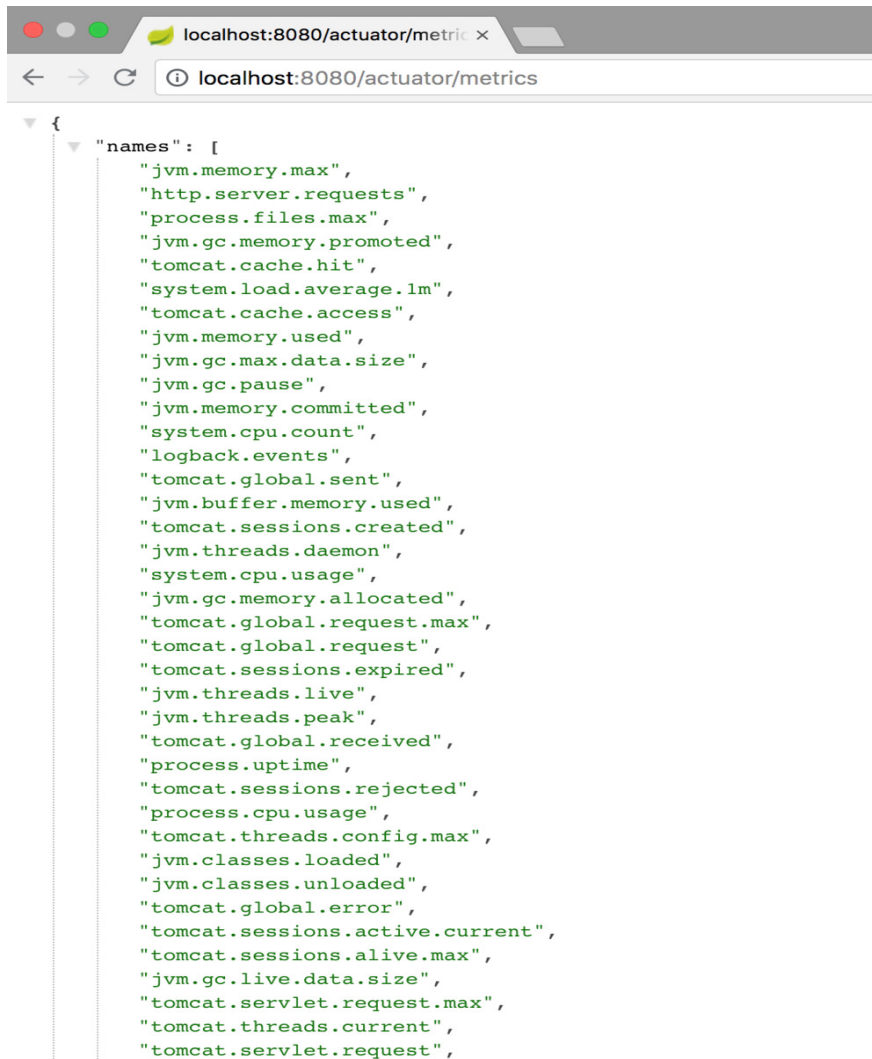 localhost:8080/actuator/metric
localhost:8080/actuator/metrics
{
"names": [
"jvm.memory.max",
"http.server.requests",
"process.files.max",
"jvm.gc.memory.promoted",
"tomcat.cache.hit",
"system.load.average.1m",
"tomcat.cache.access",
"jvm.memory.used",
"jvm.gc.max.data.size",
"jvm.gc.pause",
"jvm.memory.committed",
"system.cpu.count",
"logback.events",
"tomcat.global.sent",
"jvm.buffer.memory.used",
"tomcat.sessions.created",
"jvm.threads.daemon",
"system.cpu.usage",
"jvm.gc.memory.allocated",
"tomcat.global.request.max",
"tomcat.global.request",
"tomcat.sessions.expired",
"jvm.threads.live",
"jvm.threads.peak",
"tomcat.global.received",
"process.uptime",
"tomcat.sessions.rejected",
"process.cpu.usage",
"tomcat.threads.config.max",
"jvm.classes.loaded",
"jvm.classes.unloaded",
"tomcat.global.error",
"tomcat.sessions.active.current",
"tomcat.sessions.alive.max",
"jvm.gc.live.data.size",
"tomcat.servlet.request.max",
"tomcat.threads.current",
"tomcat.servlet.request",